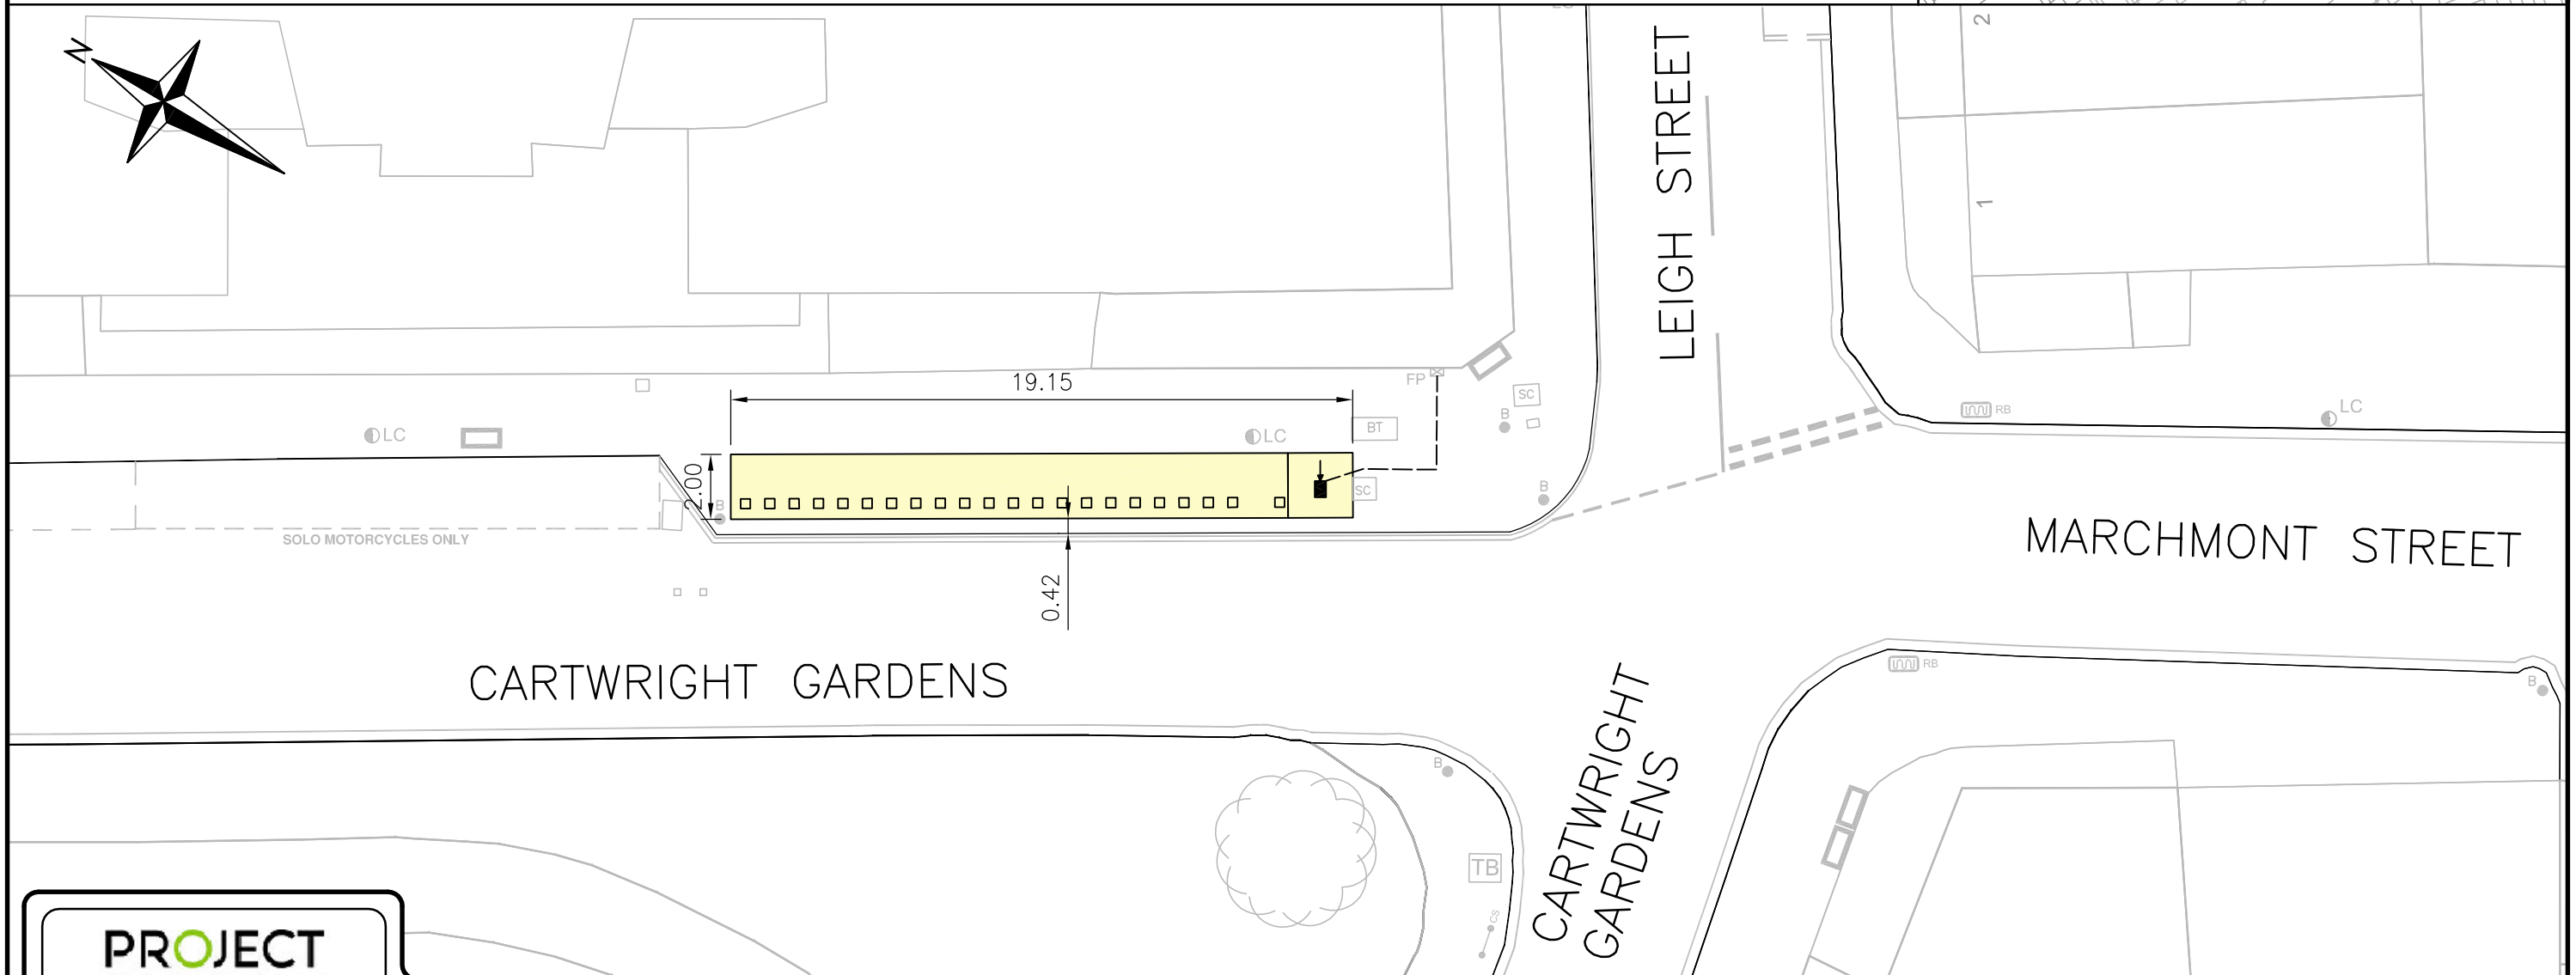 N
2
LEIGH STREET
1
19.15
FP
SC
B
LC
BT
LC
RB
LC
2.00
B
SC
B
SOLO MOTORCYCLES ONLY
MARCHMONT STREET
0.42
CARTWRIGHT GARDENS
CARTWRIGHT
GARDENS
RB
B
B
TB
CS
PROJECT